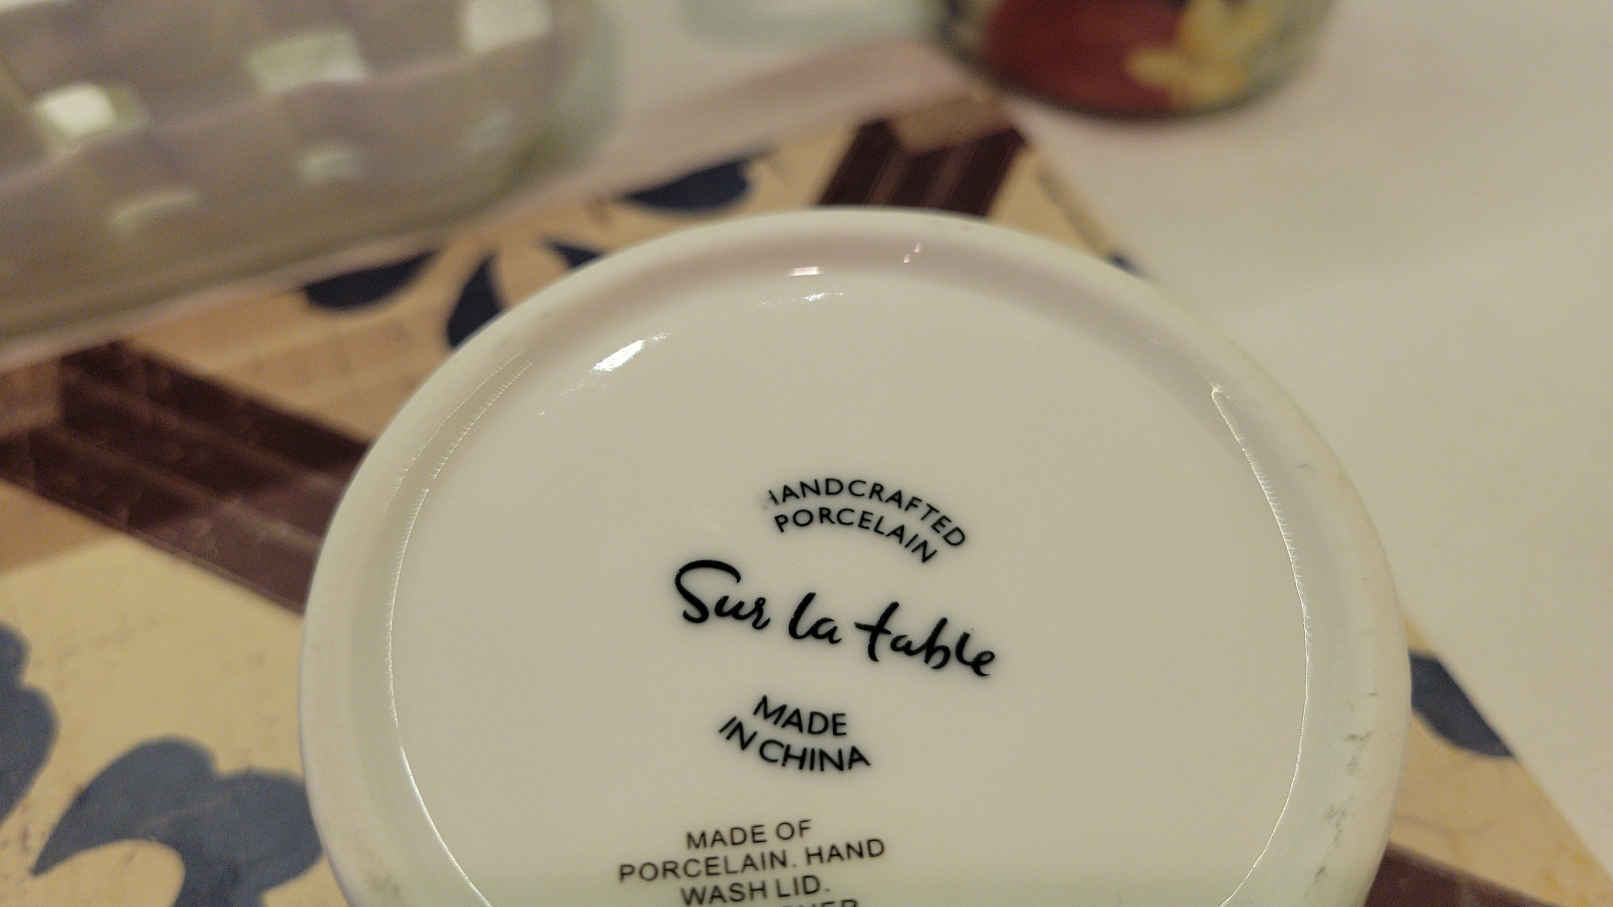 HANDCRAFTED
PORCELAIN
Sur la table
MADE
IN CHINA
MADE OF
PORCELAIN. HAND
WASH LID.